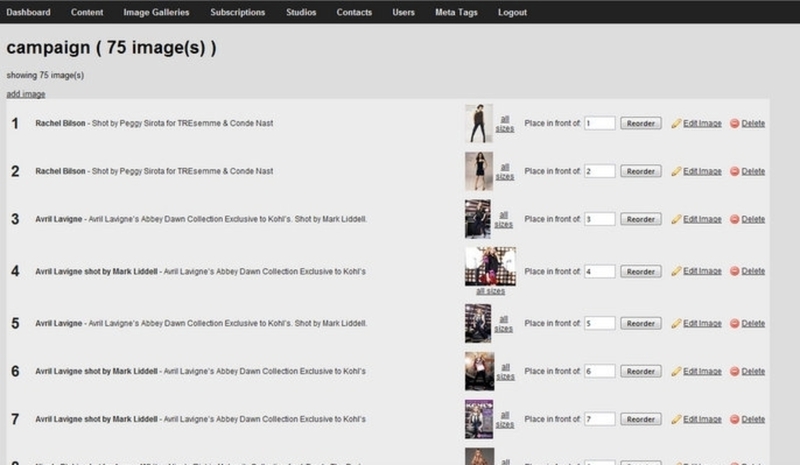 Dashboard Content Image Galleries Subscriptions Studios Contacts Users Meta Tags Logout
campaign ( 75 image(s) )
showing 75 image(s)
add image
1 Rachel Bilson - Shot by Peggy Sirota for TREsemme & Conde Nast all sizes Place in front of: 1 Reorder Edit Image Delete
2 Rachel Bilson - Shot by Peggy Sirota for TREsemme & Conde Nast all sizes Place in front of: 2 Reorder Edit Image Delete
3 Avril Lavigne - Avril Lavigne's Abbey Dawn Collection Exclusive to Kohl's. Shot by Mark Liddell. all sizes Place in front of: 3 Reorder Edit Image Delete
4 Avril Lavigne shot by Mark Liddell - Avril Lavigne's Abbey Dawn Collection Exclusive to Kohl's all sizes Place in front of: 4 Reorder Edit Image Delete
5 Avril Lavigne - Avril Lavigne's Abbey Dawn Collection Exclusive to Kohl's. Shot by Mark Liddell. all sizes Place in front of: 5 Reorder Edit Image Delete
6 Avril Lavigne shot by Mark Liddell - Avril Lavigne's Abbey Dawn Collection Exclusive to Kohl's all sizes Place in front of: 6 Reorder Edit Image Delete
7 Avril Lavigne shot by Mark Liddell - Avril Lavigne's Abbey Dawn Collection Exclusive to Kohl's all sizes Place in front of: 7 Reorder Edit Image Delete